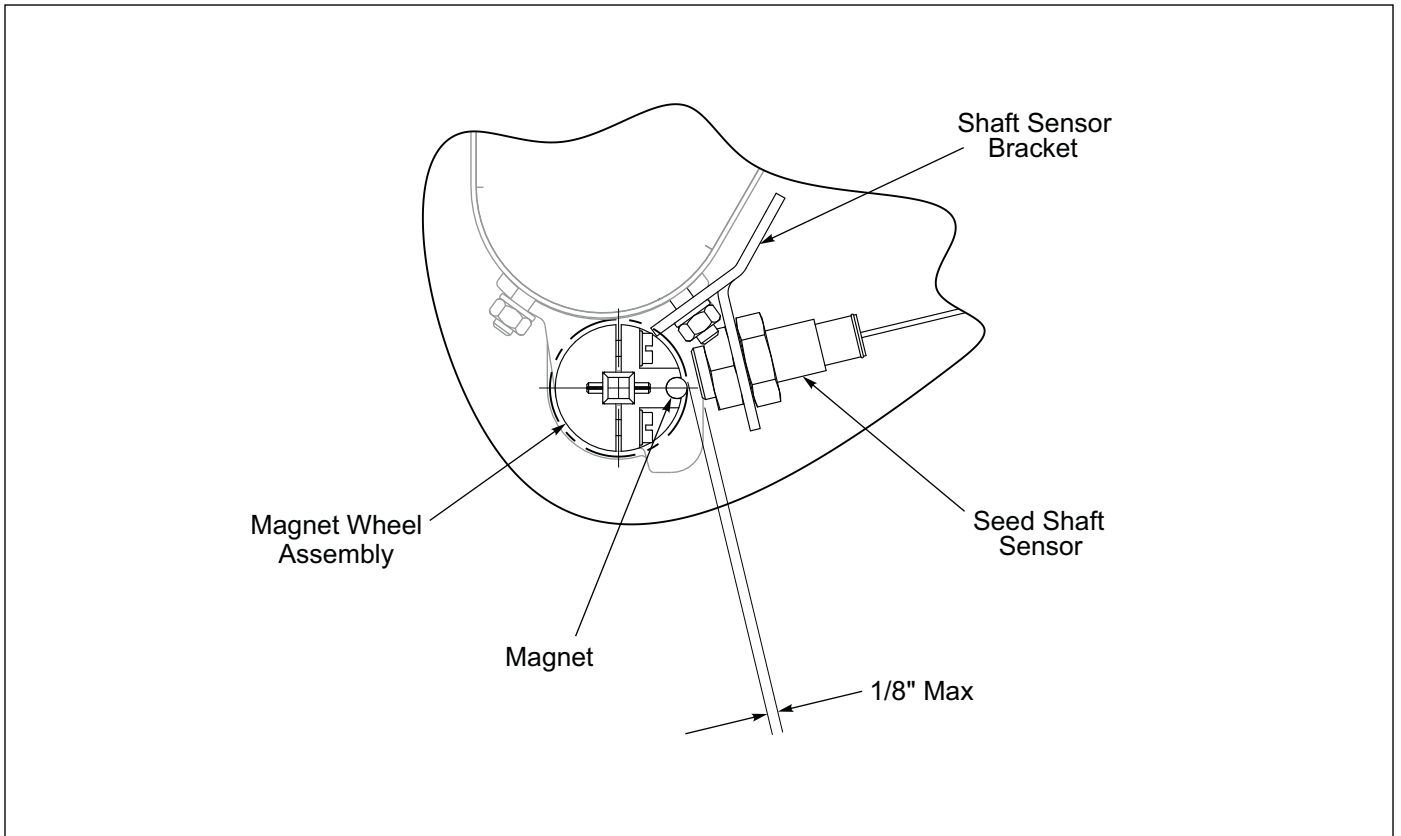 Shaft Sensor
Bracket
Magnet Wheel
Assembly
Seed Shaft
Sensor
Magnet
1/8" Max